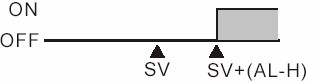 ON
OFF
SV SV+(AL-H)